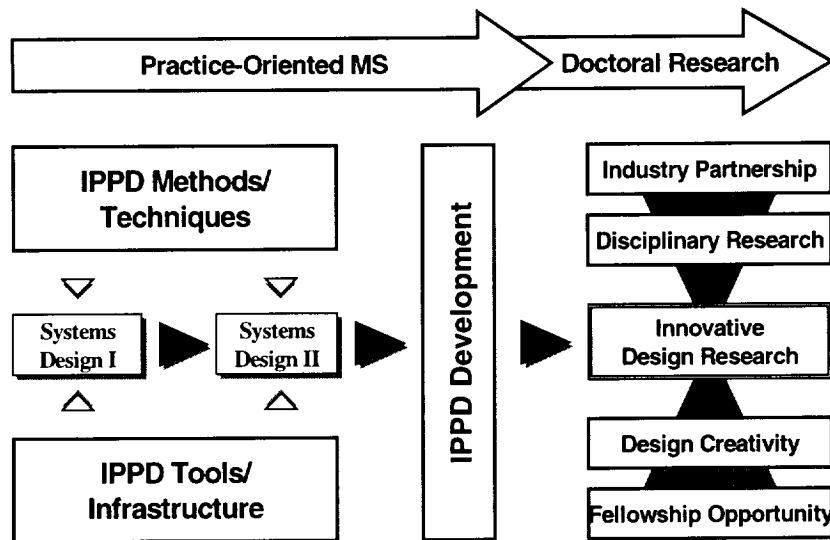 Practice-Oriented MS
Doctoral Research
IPPD Methods/
Techniques
Systems
Design I
Systems
Design II
IPPD Tools/
Infrastructure
IPPD Development
Industry Partnership
Disciplinary Research
Innovative
Design Research
Design Creativity
Fellowship Opportunity